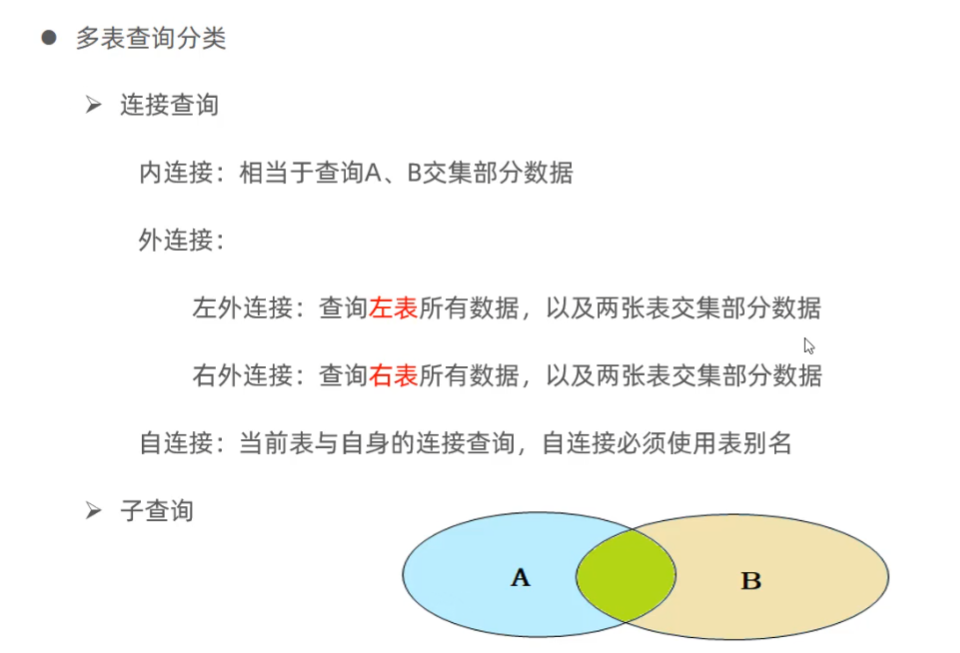 ● 多表查询分类
➢ 连接查询
内连接：相当于查询A、B交集部分数据
外连接：
左外连接：查询左表所有数据，以及两张表交集部分数据
右外连接：查询右表所有数据，以及两张表交集部分数据
自连接：当前表与自身的连接查询，自连接必须使用表别名
➢ 子查询
A B